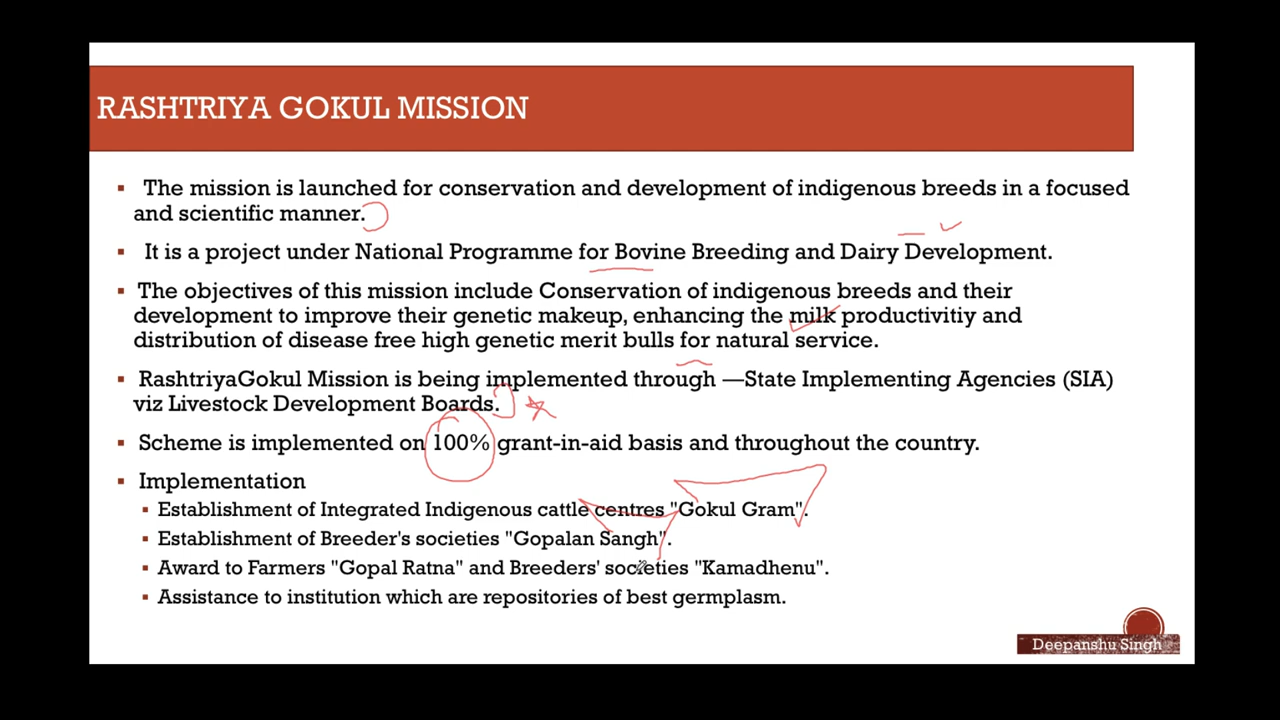 RASHTRIYA GOKUL MISSION
▪ The mission is launched for conservation and development of indigenous breeds in a focused
and scientific manner.
▪ It is a project under National Programme for Bovine Breeding and Dairy Development.
▪ The objectives of this mission include Conservation of indigenous breeds and their
development to improve their genetic makeup, enhancing the milk productivitiy and
distribution of disease free high genetic merit bulls for natural service.
▪ RashtriyaGokul Mission is being implemented through —State Implementing Agencies (SIA)
viz Livestock Development Boards.
▪ Scheme is implemented on 100% grant-in-aid basis and throughout the country.
▪ Implementation
▪ Establishment of Integrated Indigenous cattle centres "Gokul Gram".
▪ Establishment of Breeder's societies "Gopalan Sangh".
▪ Award to Farmers "Gopal Ratna" and Breeders' societies "Kamadhenu".
▪ Assistance to institution which are repositories of best germplasm.
Deepanshu Singh